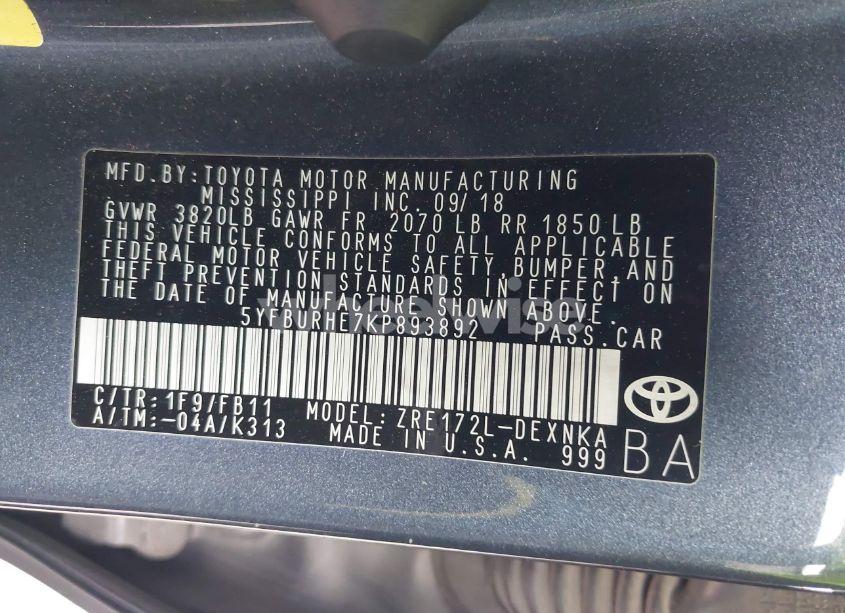 MFD.BY:TOYOTA MOTOR MANUFACTURING
MISSISSIPPI INC. 09/18
GVWR 3820LB GAWR FR 2070 LB RR 1850 LB
THIS VEHICLE CONFORMS TO ALL APPLICABLE
FEDERAL MOTOR VEHICLE SAFETY, BUMPER, AND
THEFT PREVENTION STANDARDS IN EFFECT ON
THE DATE OF MANUFACTURE SHOWN ABOVE.
5YFBURHE7KP893892 PASS.CAR
wheelwise
C/TR:1F9/FB11 MODEL: ZRE172L-DEXNKA
A/TM:-04A/K313 MADE IN U.S.A. 999
BA